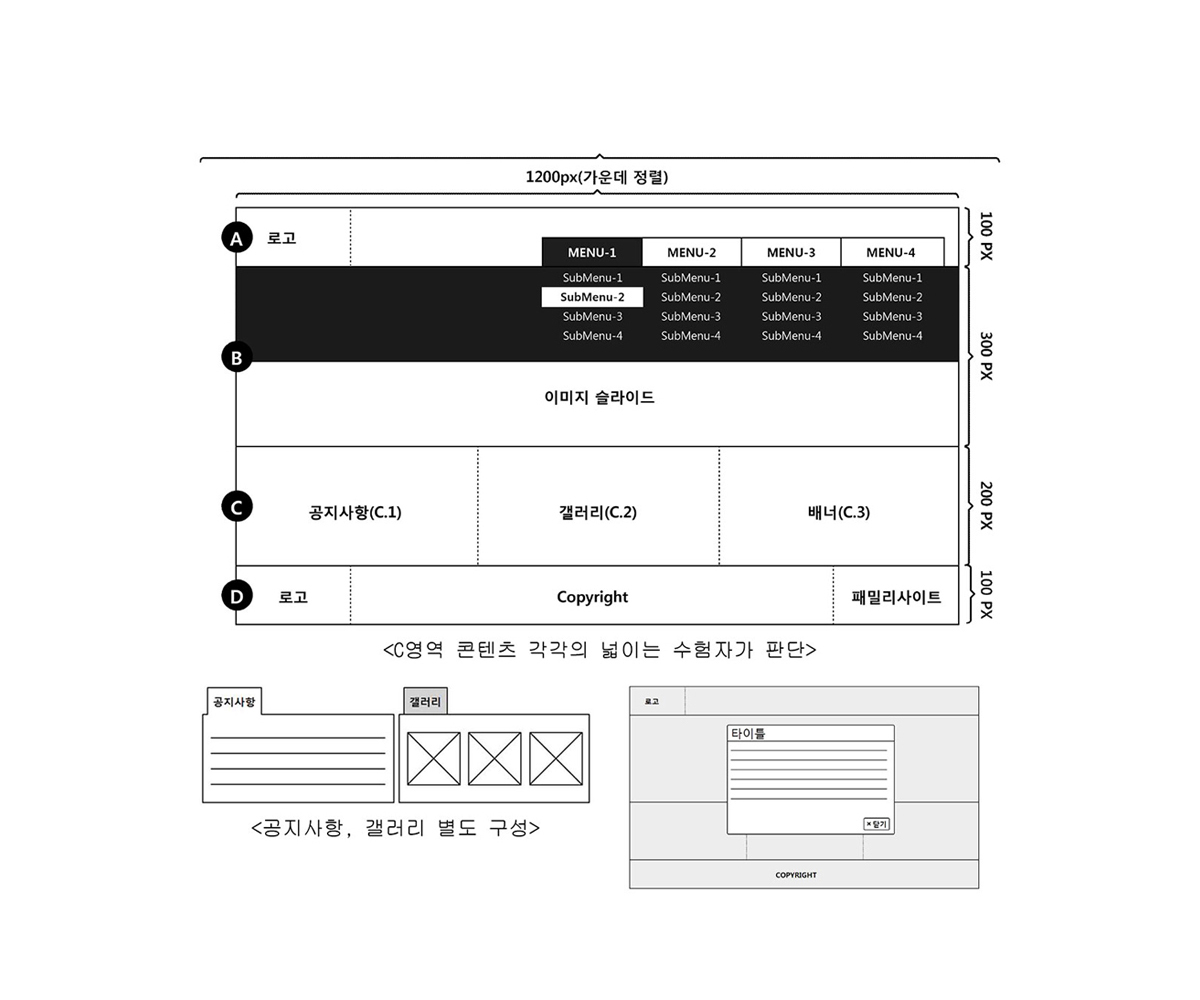 1200px(가운데 정렬)
A 로고
100 PX
MENU-1 MENU-2 MENU-3 MENU-4
SubMenu-1 SubMenu-1 SubMenu-1 SubMenu-1
SubMenu-2 SubMenu-2 SubMenu-2 SubMenu-2
SubMenu-3 SubMenu-3 SubMenu-3 SubMenu-3
SubMenu-4 SubMenu-4 SubMenu-4 SubMenu-4
B
300 PX
이미지 슬라이드
C
공지사항(C.1) 갤러리(C.2) 배너(C.3)
200 PX
D 로고 Copyright 패밀리사이트
100 PX
<C영역 콘텐츠 각각의 넓이는 수험자가 판단>
공지사항 갤러리
<공지사항, 갤러리 별도 구성>
로고
타이틀
× 닫기
COPYRIGHT